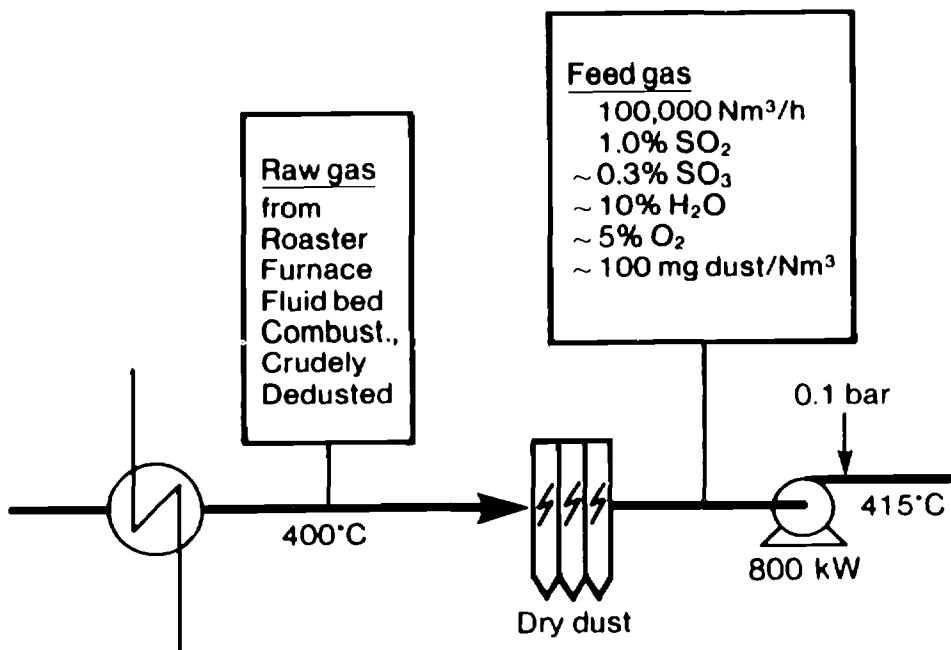 Raw gas
from
Roaster
Furnace
Fluid bed
Combust.,
Crudely
Dedusted
Feed gas
100,000 Nm³/h
1.0% SO₂
~ 0.3% SO₃
~ 10% H₂O
~ 5% O₂
~ 100 mg dust/Nm³
0.1 bar
400°C
415°C
800 kW
Dry dust